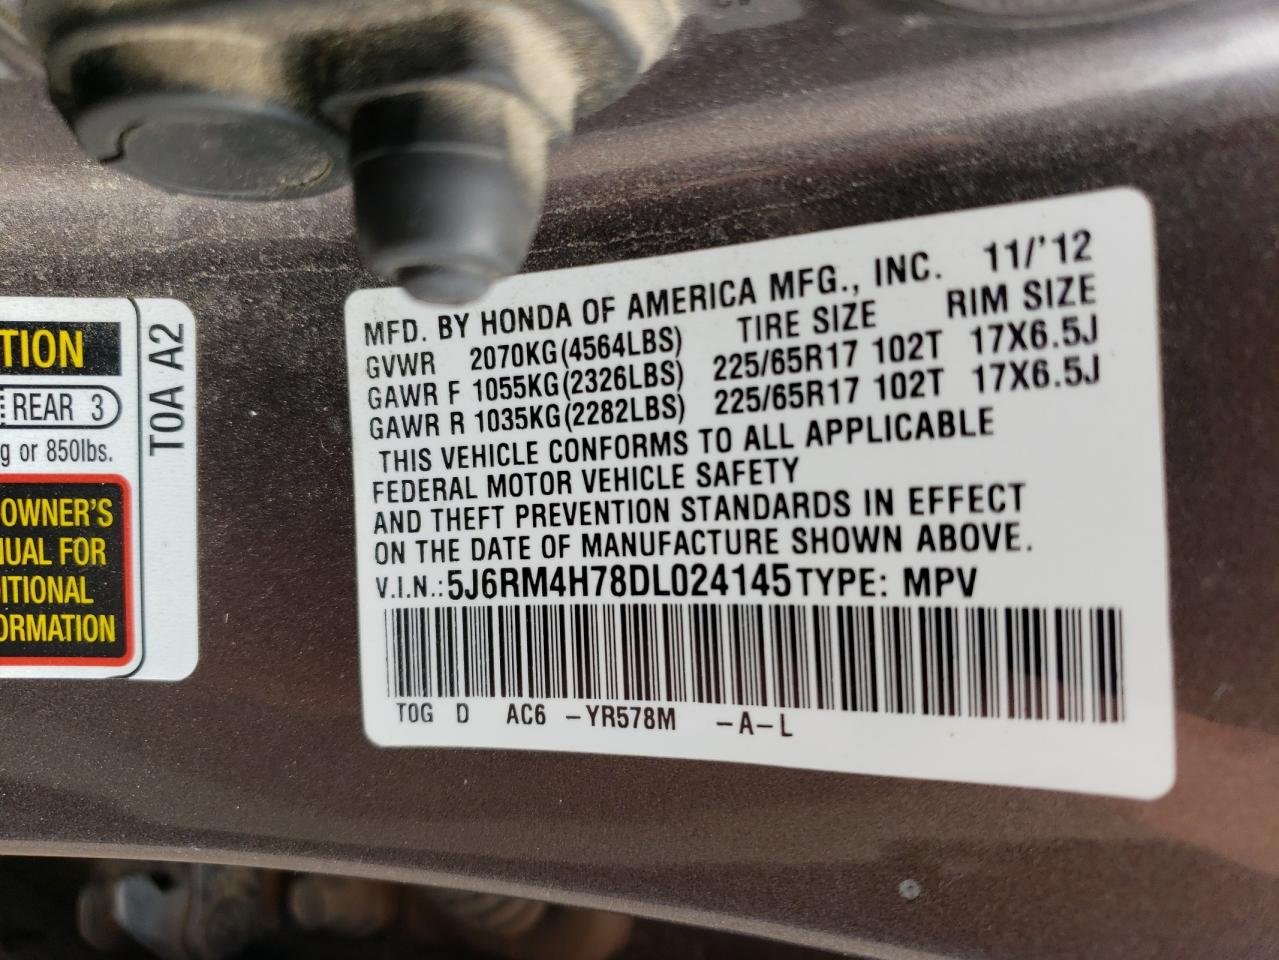 TION
REAR 3
g or 850lbs.
OWNER'S
NUAL FOR
DITIONAL
ORMATION
T0A A2
MFD. BY HONDA OF AMERICA MFG., INC. 11/'12
GVWR 2070KG(4564LBS) TIRE SIZE RIM SIZE
GAWR F 1055KG(2326LBS) 225/65R17 102T 17X6.5J
GAWR R 1035KG(2282LBS) 225/65R17 102T 17X6.5J
THIS VEHICLE CONFORMS TO ALL APPLICABLE
FEDERAL MOTOR VEHICLE SAFETY
AND THEFT PREVENTION STANDARDS IN EFFECT
ON THE DATE OF MANUFACTURE SHOWN ABOVE.
V.I.N.: 5J6RM4H78DL024145 TYPE: MPV
T0G D AC6 -YR578M -A-L